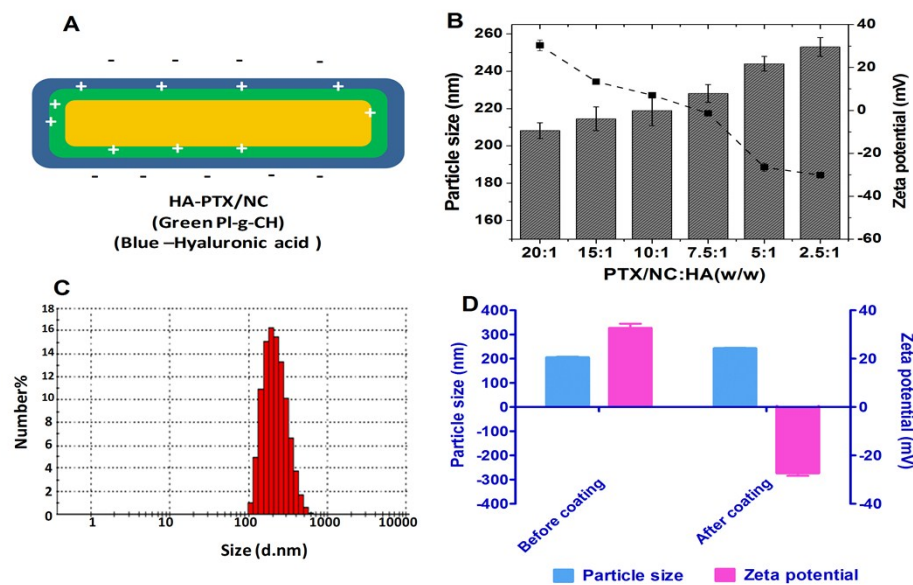 A
- - - -
+ + + +
+
+ +
+ + +
- - - - -
HA-PTX/NC
(Green Pl-g-CH)
(Blue –Hyaluronic acid )
B
Particle size (nm)
260
240
220
200
180
160
40
20
0
-20
-40
-60
Zeta potential (mV)
20:1 15:1 10:1 7.5:1 5:1 2.5:1
PTX/NC:HA(w/w)
C
Number%
18
16
14
12
10
8
6
4
2
0
1 10 100 1000 10000
Size (d.nm)
D
Particle size (nm)
400
300
200
100
0
-100
-200
-300
-400
40
20
0
-20
-40
Zeta potential (mV)
Before coating After coating
Particle size Zeta potential